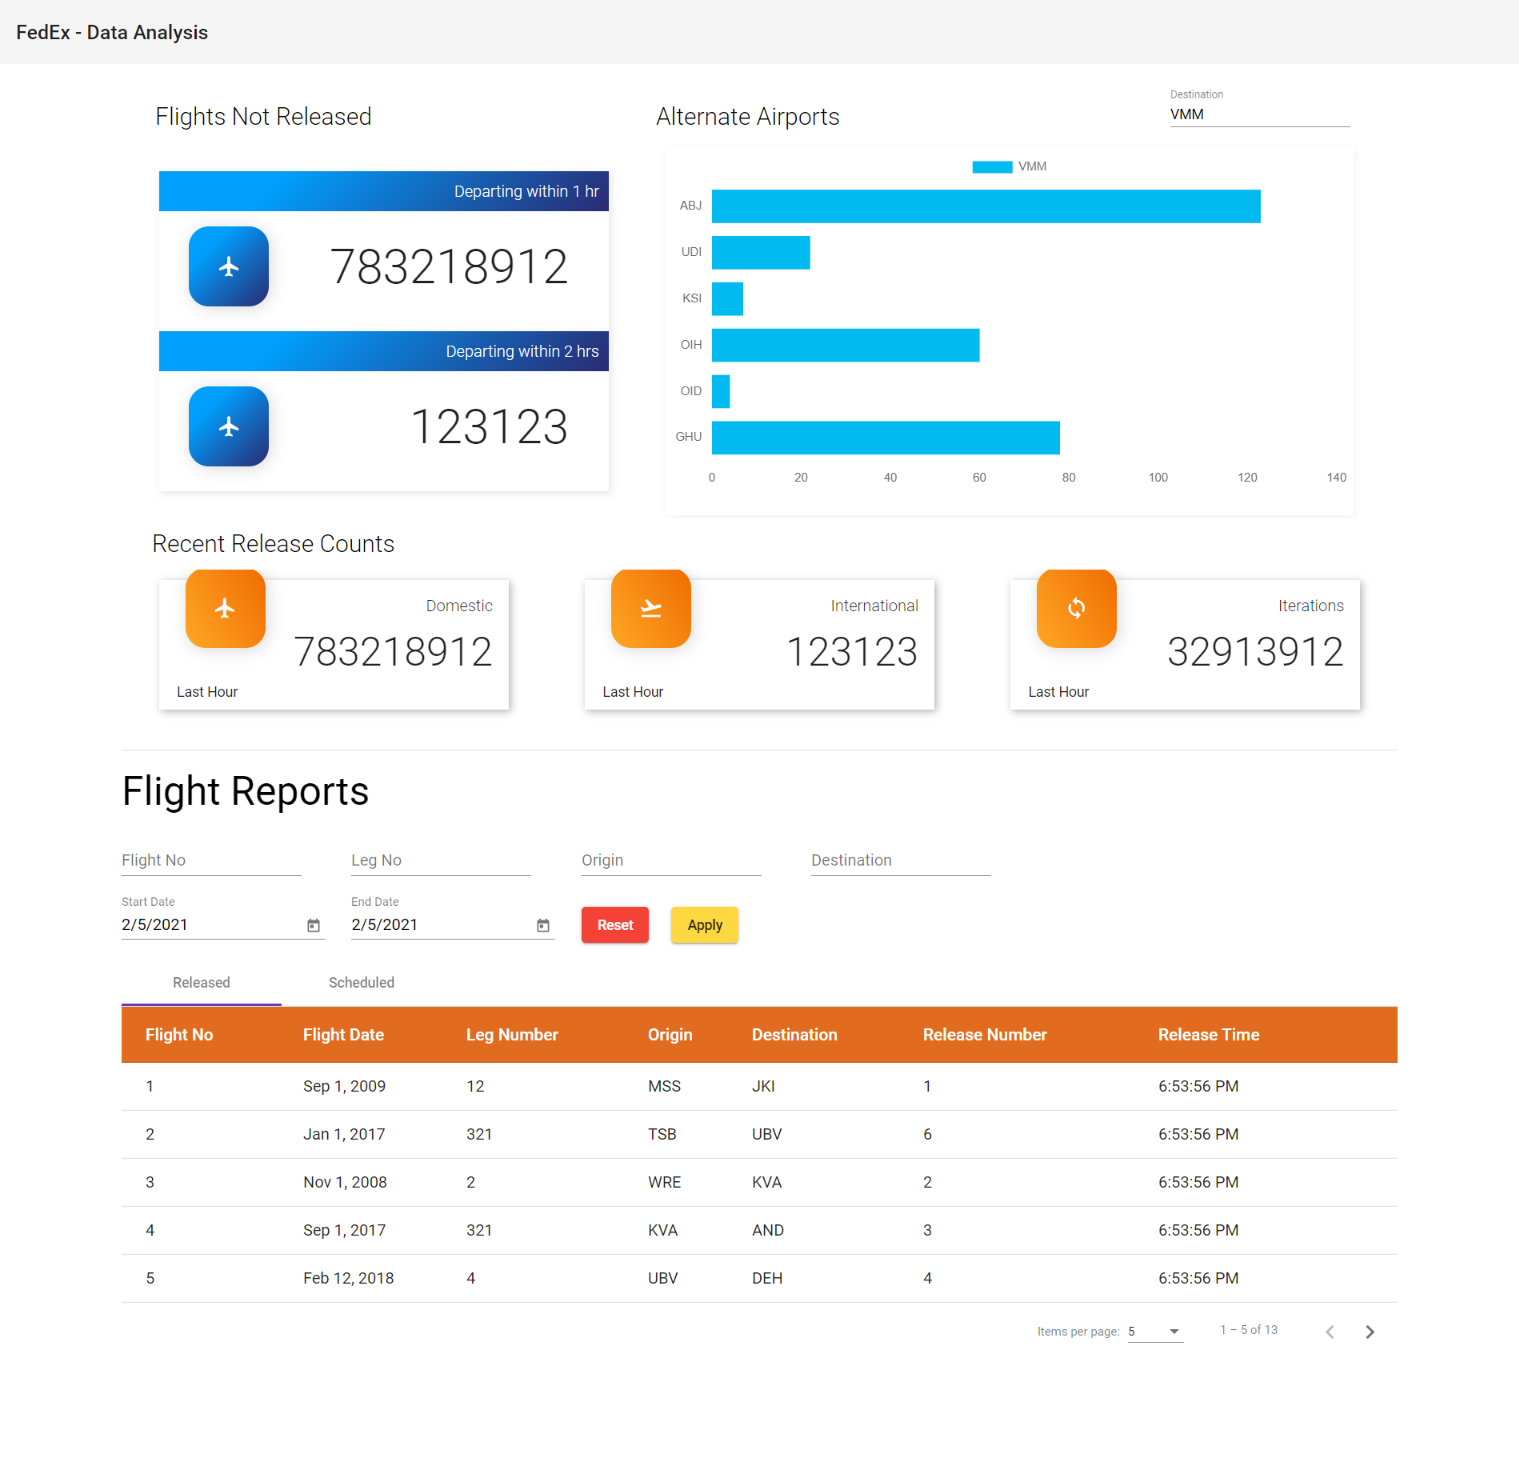 FedEx - Data Analysis
Flights Not Released
Departing within 1 hr
783218912
Departing within 2 hrs
123123
Alternate Airports
Destination
VMM
VMM
ABJ
UDI
KSI
OIH
OID
GHU
0 20 40 60 80 100 120 140
Recent Release Counts
Domestic
783218912
Last Hour
International
123123
Last Hour
Iterations
32913912
Last Hour
Flight Reports
Flight No Leg No Origin Destination
Start Date End Date
2/5/2021 2/5/2021 Reset Apply
Released Scheduled
Flight No Flight Date Leg Number Origin Destination Release Number Release Time
1 Sep 1, 2009 12 MSS JKI 1 6:53:56 PM
2 Jan 1, 2017 321 TSB UBV 6 6:53:56 PM
3 Nov 1, 2008 2 WRE KVA 2 6:53:56 PM
4 Sep 1, 2017 321 KVA AND 3 6:53:56 PM
5 Feb 12, 2018 4 UBV DEH 4 6:53:56 PM
Items per page: 5 1 – 5 of 13